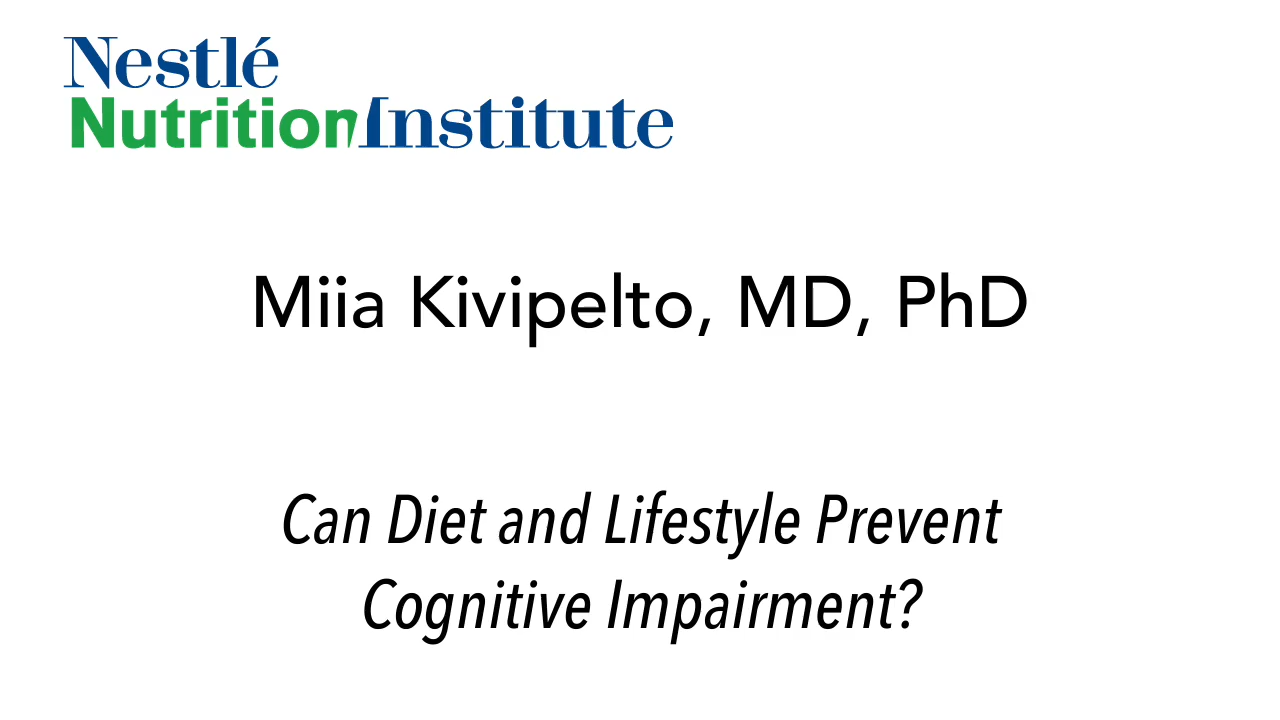 Nestlé
NutritionInstitute
Miia Kivipelto, MD, PhD
Can Diet and Lifestyle Prevent
Cognitive Impairment?